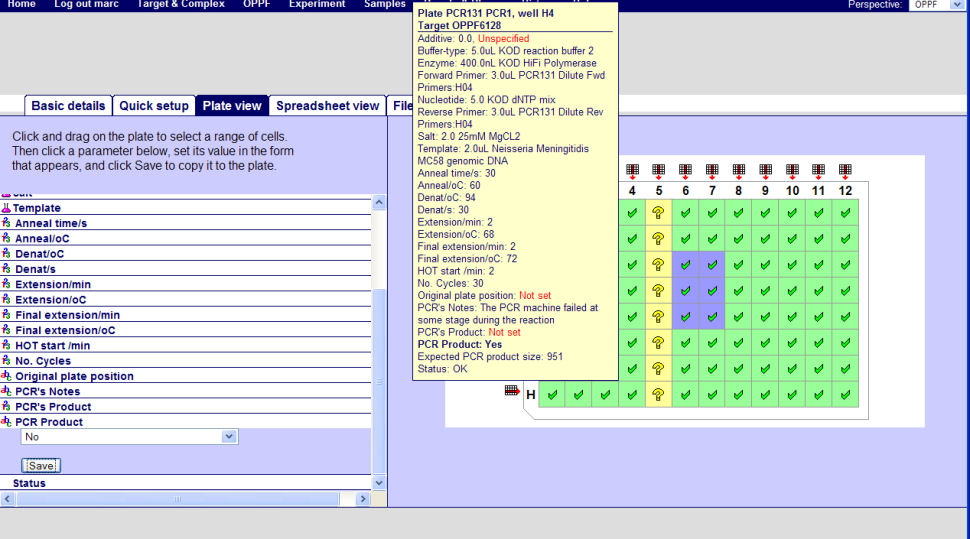 Home Log out marc Target & Complex OPPF Experiment Samples
Perspective: OPPF
Plate PCR131 PCR1, well H4
Target OPPF6128
Additive: 0.0, Unspecified
Buffer-type: 5.0uL KOD reaction buffer 2
Enzyme: 400.0nL KOD HiFi Polymerase
Forward Primer: 3.0uL PCR131 Dilute Fwd
Primers:H04
Nucleotide: 5.0 KOD dNTP mix
Reverse Primer: 3.0uL PCR131 Dilute Rev
Primers:H04
Salt: 2.0 25mM MgCL2
Template: 2.0uL Neisseria Meningitidis
MC58 genomic DNA
Anneal time/s: 30
Anneal/oC: 60
Denat/oC: 94
Denat/s: 30
Extension/min: 2
Extension/oC: 68
Final extension/min: 2
Final extension/oC: 72
HOT start /min: 2
No. Cycles: 30
Original plate position: Not set
PCR's Notes: The PCR machine failed at
some stage during the reaction
PCR's Product: Not set
PCR Product: Yes
Expected PCR product size: 951
Status: OK
Basic details Quick setup Plate view Spreadsheet view File
Click and drag on the plate to select a range of cells.
Then click a parameter below, set its value in the form
that appears, and click Save to copy it to the plate.
Salt
Template
Anneal time/s
Anneal/oC
Denat/oC
Denat/s
Extension/min
Extension/oC
Final extension/min
Final extension/oC
HOT start /min
No. Cycles
Original plate position
PCR's Notes
PCR's Product
PCR Product
No
Save
Status
4 5 6 7 8 9 10 11 12
H